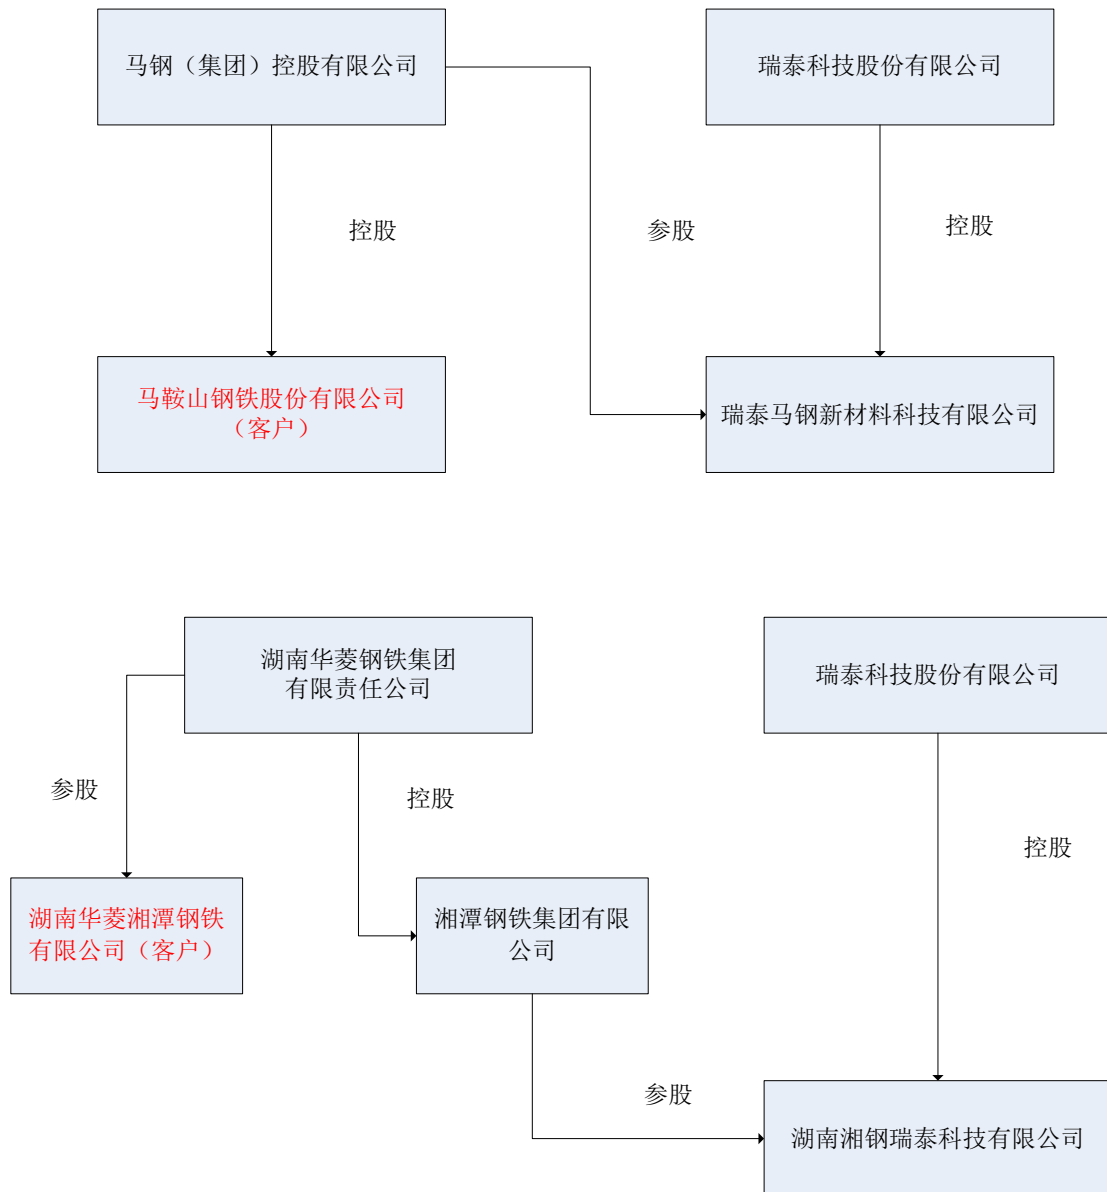 马钢（集团）控股有限公司
瑞泰科技股份有限公司
控股
参股
控股
马鞍山钢铁股份有限公司
（客户）
瑞泰马钢新材料科技有限公司
湖南华菱钢铁集团
有限责任公司
瑞泰科技股份有限公司
参股
控股
控股
湖南华菱湘潭钢铁
有限公司（客户）
湘潭钢铁集团有限
公司
参股
湖南湘钢瑞泰科技有限公司